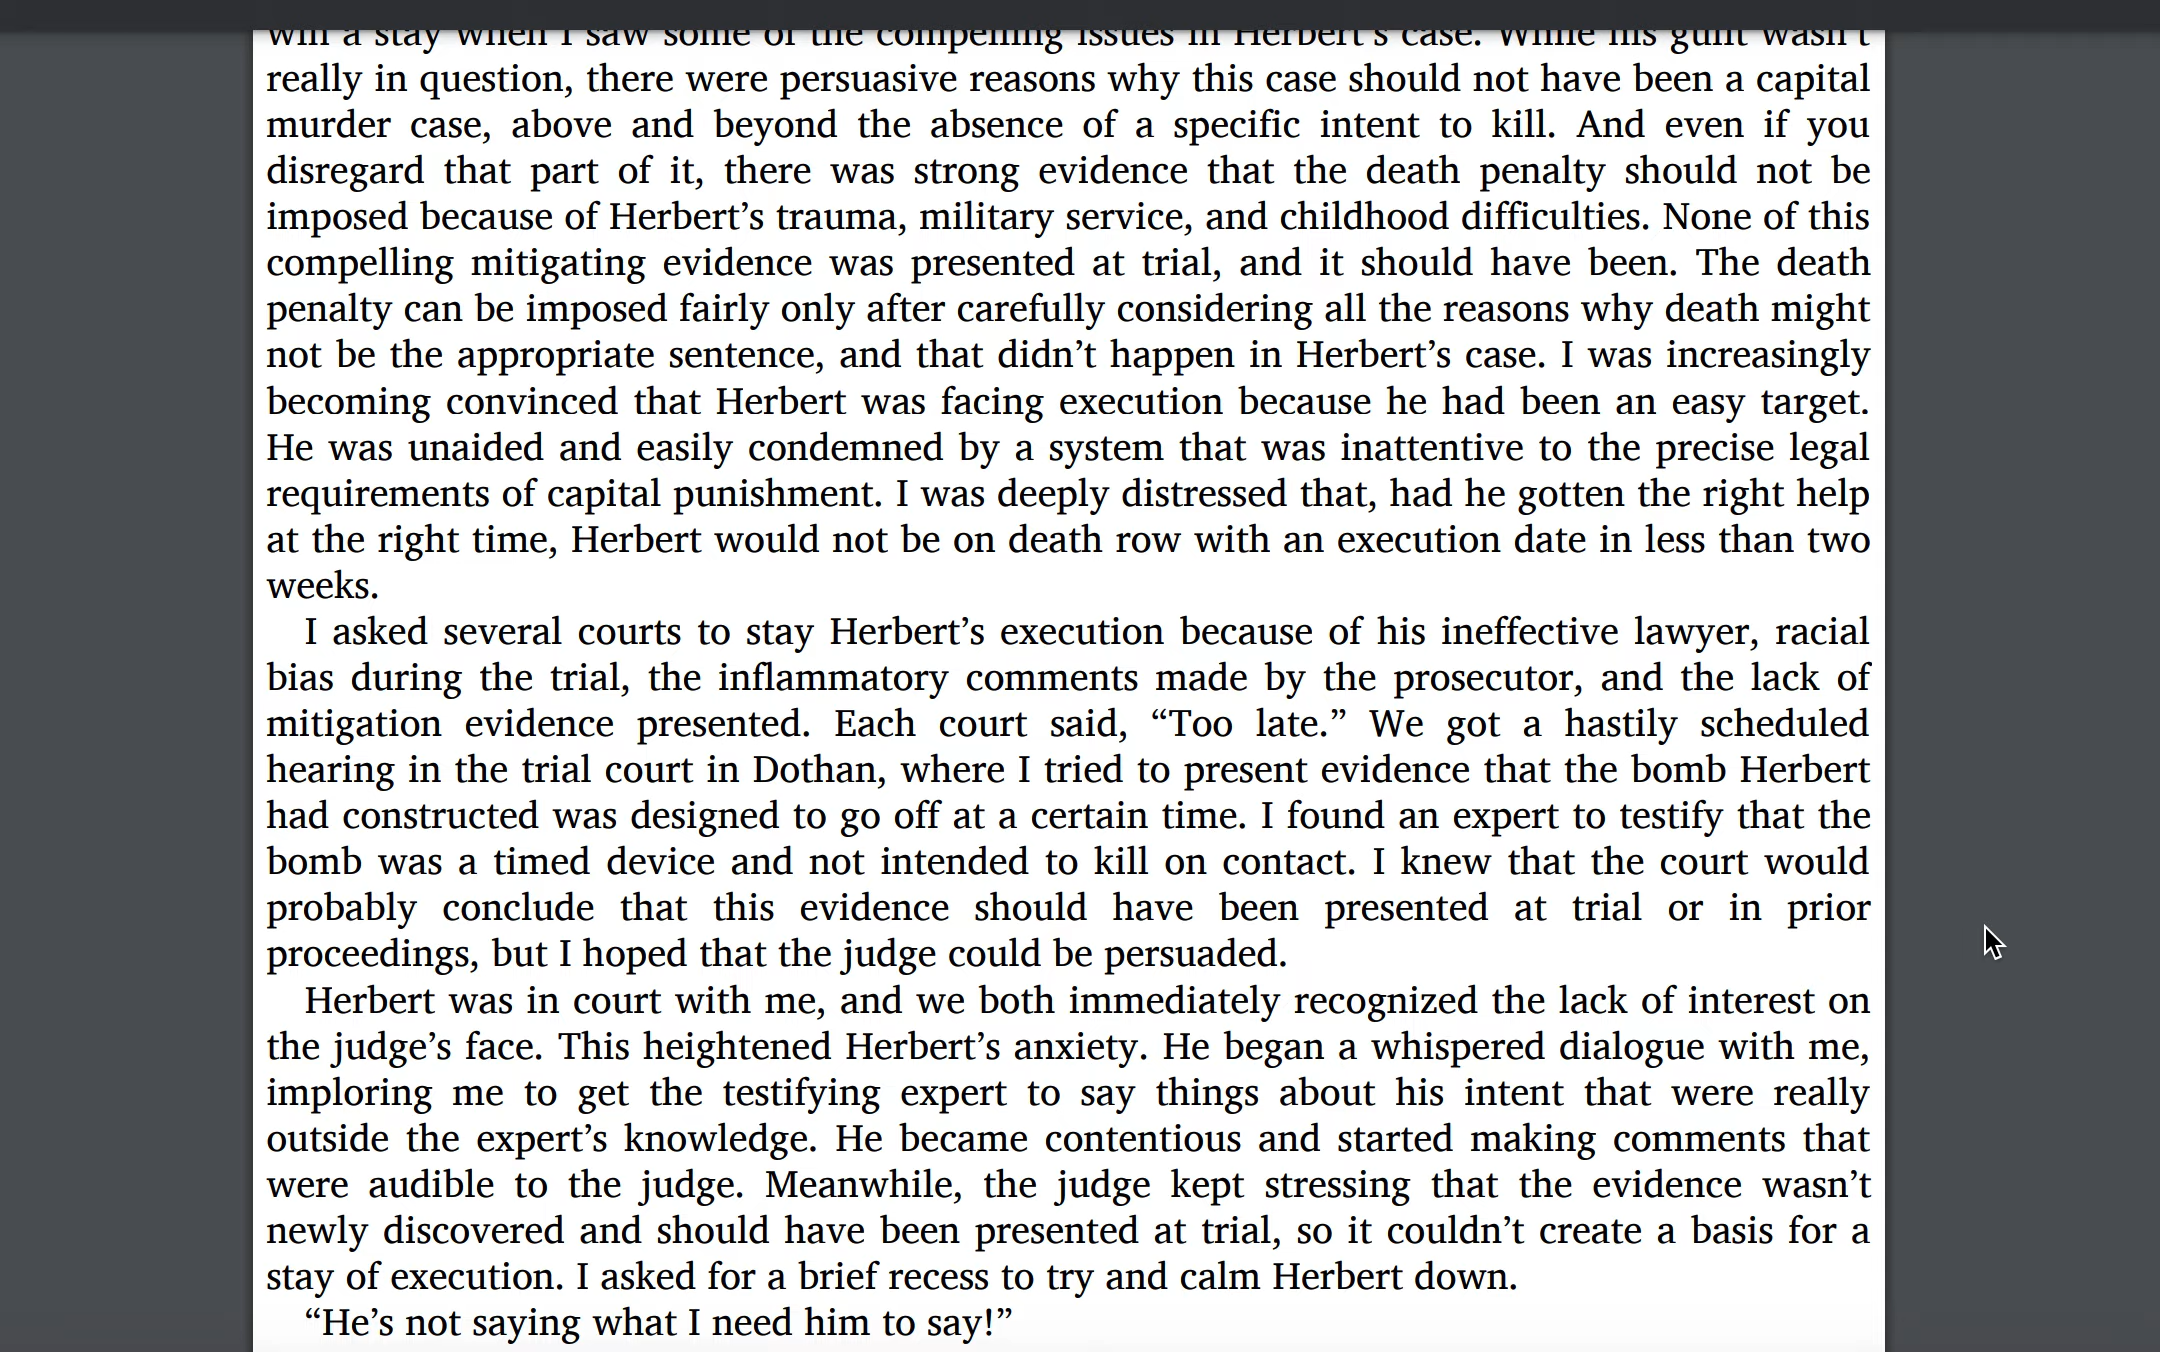 win a stay when I saw some of the compelling issues in Herbert’s case. While his guilt wasn’t
really in question, there were persuasive reasons why this case should not have been a capital
murder case, above and beyond the absence of a specific intent to kill. And even if you
disregard that part of it, there was strong evidence that the death penalty should not be
imposed because of Herbert’s trauma, military service, and childhood difficulties. None of this
compelling mitigating evidence was presented at trial, and it should have been. The death
penalty can be imposed fairly only after carefully considering all the reasons why death might
not be the appropriate sentence, and that didn’t happen in Herbert’s case. I was increasingly
becoming convinced that Herbert was facing execution because he had been an easy target.
He was unaided and easily condemned by a system that was inattentive to the precise legal
requirements of capital punishment. I was deeply distressed that, had he gotten the right help
at the right time, Herbert would not be on death row with an execution date in less than two
weeks.
I asked several courts to stay Herbert’s execution because of his ineffective lawyer, racial
bias during the trial, the inflammatory comments made by the prosecutor, and the lack of
mitigation evidence presented. Each court said, “Too late.” We got a hastily scheduled
hearing in the trial court in Dothan, where I tried to present evidence that the bomb Herbert
had constructed was designed to go off at a certain time. I found an expert to testify that the
bomb was a timed device and not intended to kill on contact. I knew that the court would
probably conclude that this evidence should have been presented at trial or in prior
proceedings, but I hoped that the judge could be persuaded.
Herbert was in court with me, and we both immediately recognized the lack of interest on
the judge’s face. This heightened Herbert’s anxiety. He began a whispered dialogue with me,
imploring me to get the testifying expert to say things about his intent that were really
outside the expert’s knowledge. He became contentious and started making comments that
were audible to the judge. Meanwhile, the judge kept stressing that the evidence wasn’t
newly discovered and should have been presented at trial, so it couldn’t create a basis for a
stay of execution. I asked for a brief recess to try and calm Herbert down.
“He’s not saying what I need him to say!”